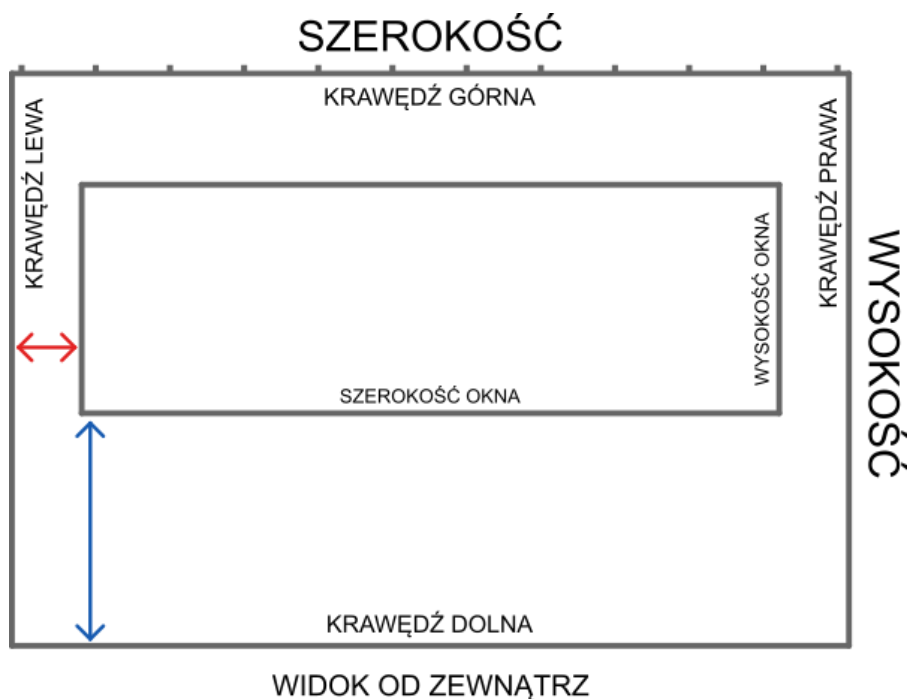 SZEROKOŚĆ
KRAWĘDŹ GÓRNA
KRAWĘDŹ LEWA
KRAWĘDŹ PRAWA
WYSOKOŚĆ OKNA
WYSOKOŚĆ
SZEROKOŚĆ OKNA
KRAWĘDŹ DOLNA
WIDOK OD ZEWNĄTRZ